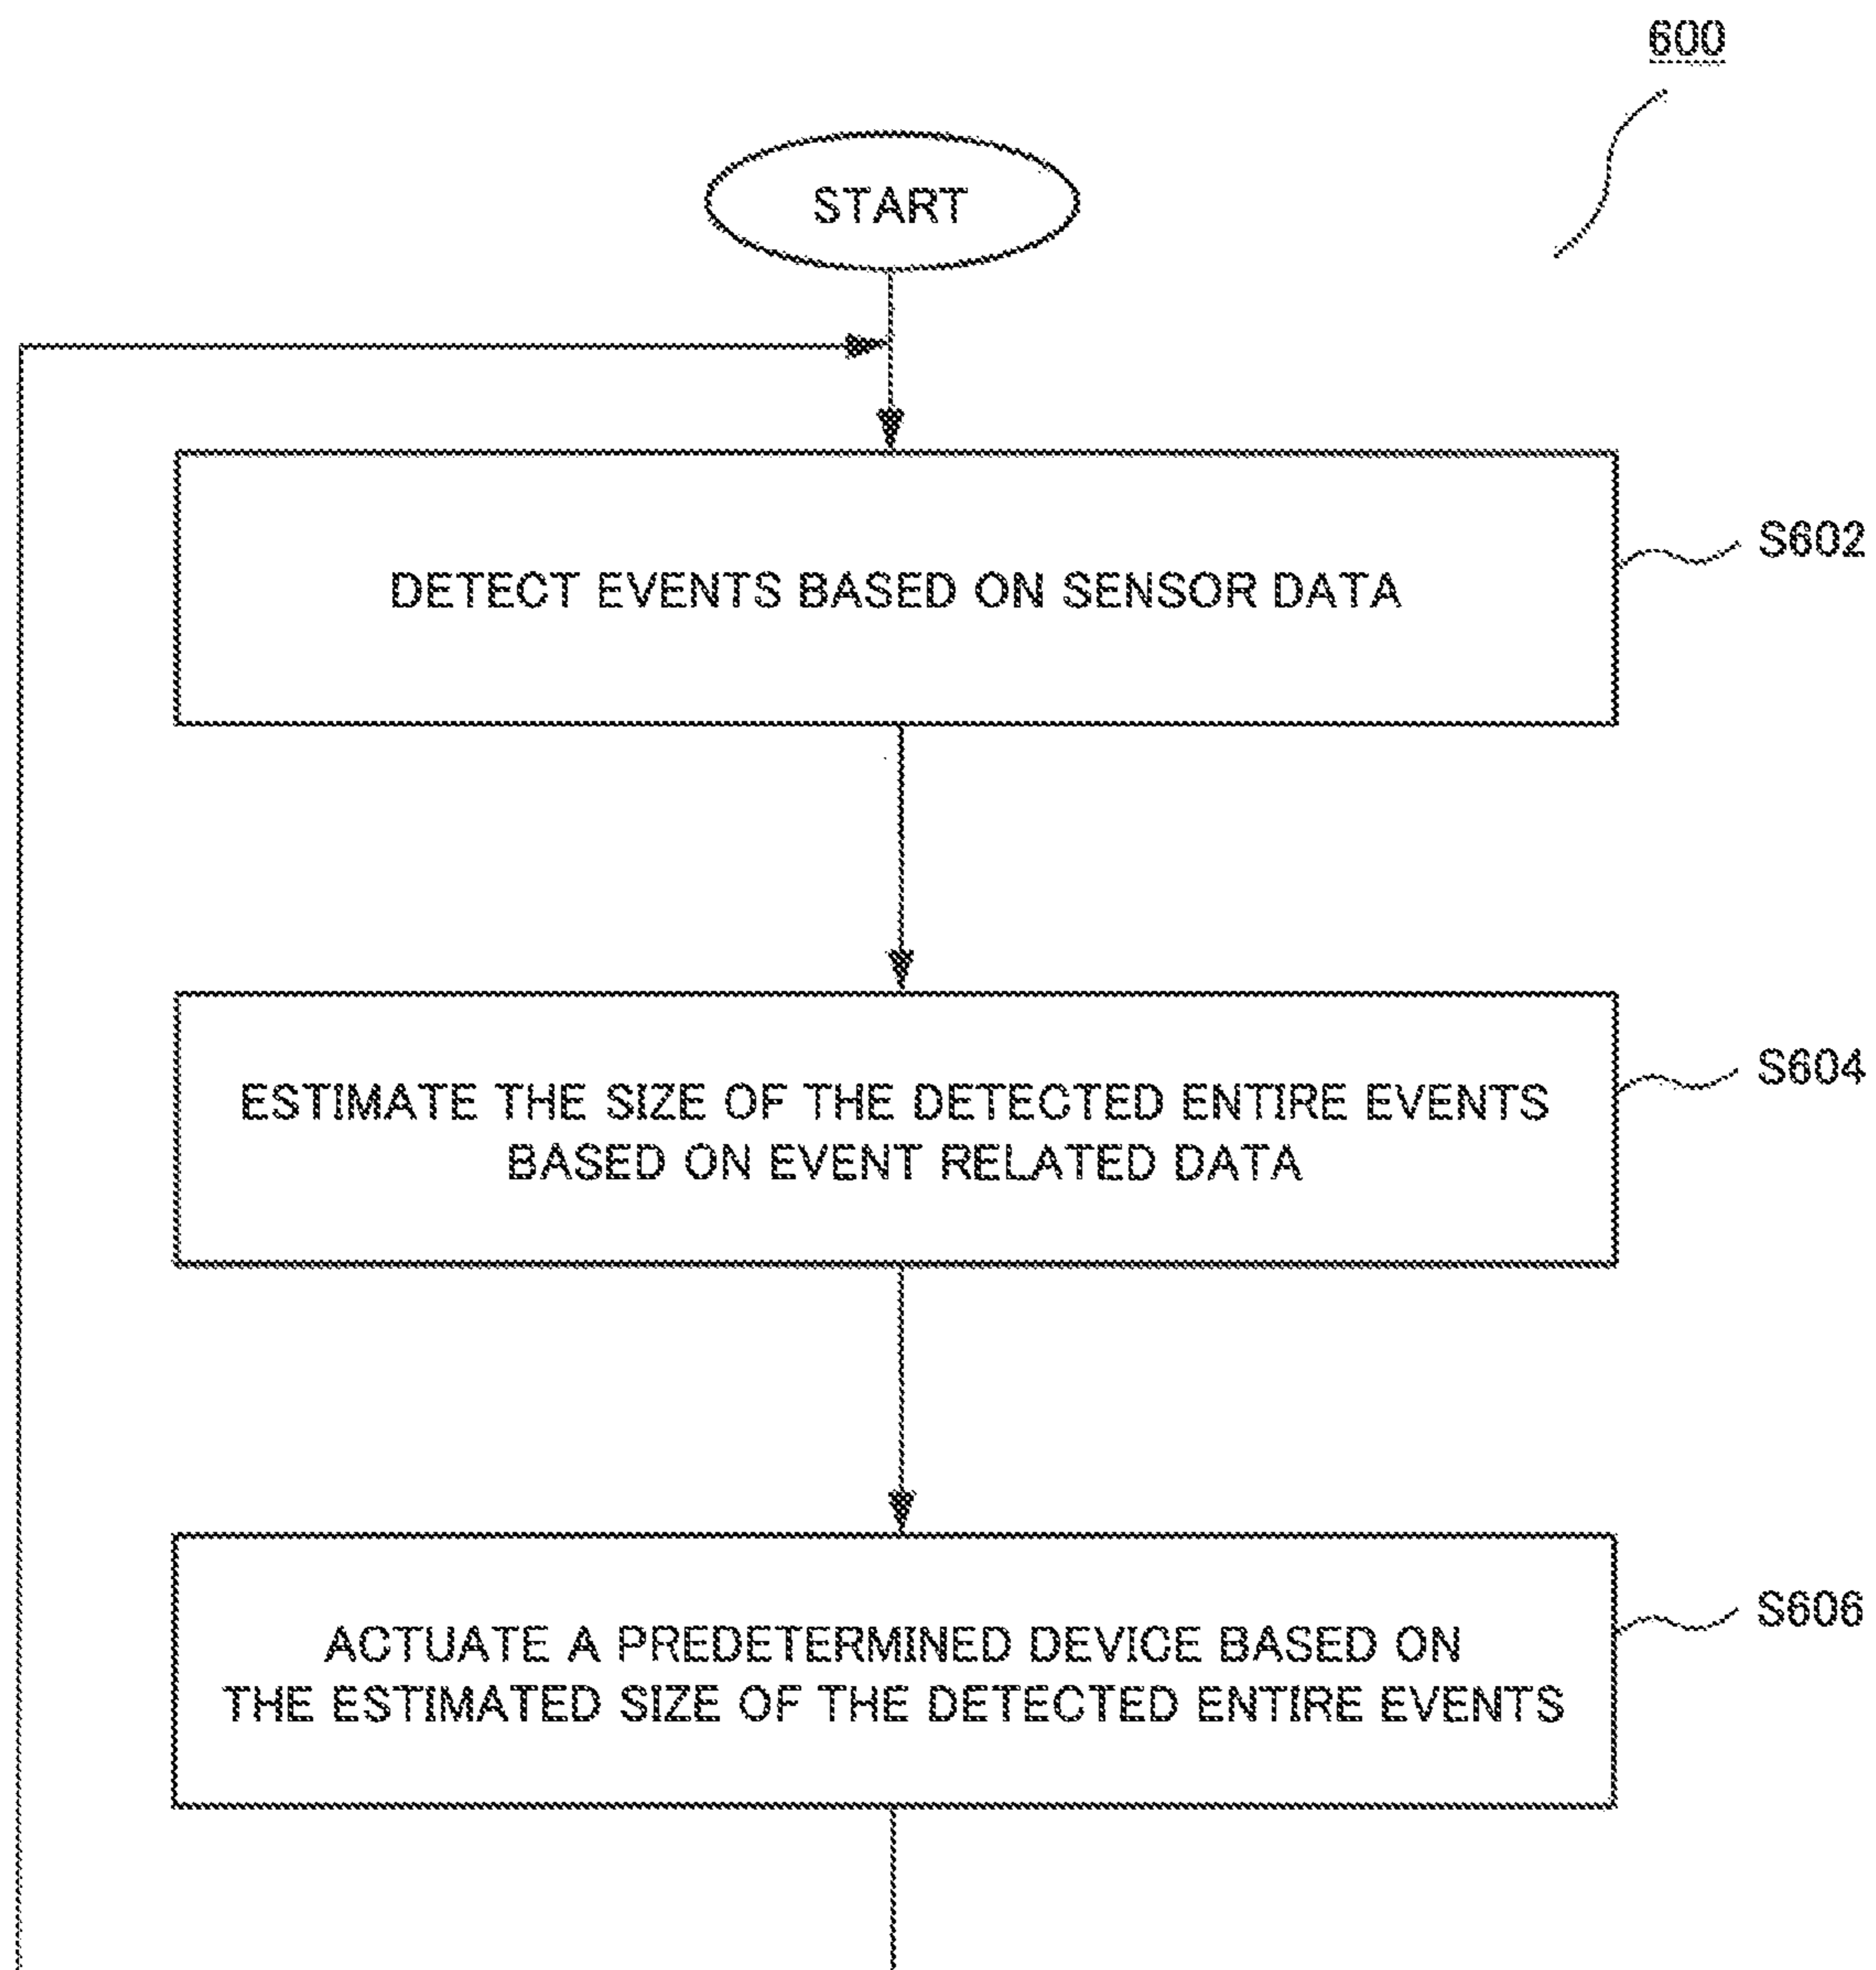 600
START
DETECT EVENTS BASED ON SENSOR DATA
S602
ESTIMATE THE SIZE OF THE DETECTED ENTIRE EVENTS
BASED ON EVENT RELATED DATA
S604
ACTUATE A PREDETERMINED DEVICE BASED ON
THE ESTIMATED SIZE OF THE DETECTED ENTIRE EVENTS
S606